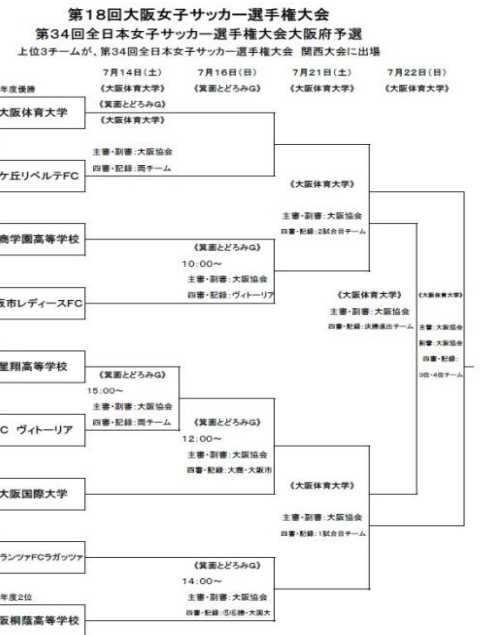 第18回大阪女子サッカー選手権大会
第34回全日本女子サッカー選手権大会大阪府予選
上位3チームが、第34回全日本女子サッカー選手権大会 関西大会に出場
7月14日(土) 7月16日(日) 7月21日(土) 7月22日(日)
年度優勝 《大阪体育大学》 《箕面とどろみG》 《大阪体育大学》 《大阪体育大学》
《箕面とどろみG》
大阪体育大学 《大阪体育大学》
主審・副審:大阪協会
ケ丘リベルテFC 四審・記録:両チーム
《大阪体育大学》
主審・副審:大阪協会
四審・記録:2試合目チーム
商学園高等学校 《箕面とどろみG》
10:00～
主審・副審:大阪協会
阪市レディースFC 四審・記録:ヴィトーリア
《大阪体育大学》 《大阪体育大学》
主審・副審:大阪協会 主審:大阪協会
四審・記録:決勝進出チーム 副審:大阪協会
四審・記録:
3位・4位チーム
星翔高等学校 《箕面とどろみG》
15:00～
主審・副審:大阪協会
C ヴィトーリア 四審・記録:両チーム
《箕面とどろみG》
12:00～
主審・副審:大阪協会
四審・記録:大商・大阪市
大阪国際大学
《大阪体育大学》
主審・副審:大阪協会
四審・記録:1試合目チーム
ランツァFCラガッツァ
《箕面とどろみG》
14:00～
年度2位 主審・副審:大阪協会
阪桐蔭高等学校 四審・記録:⑤⑥勝・大国大